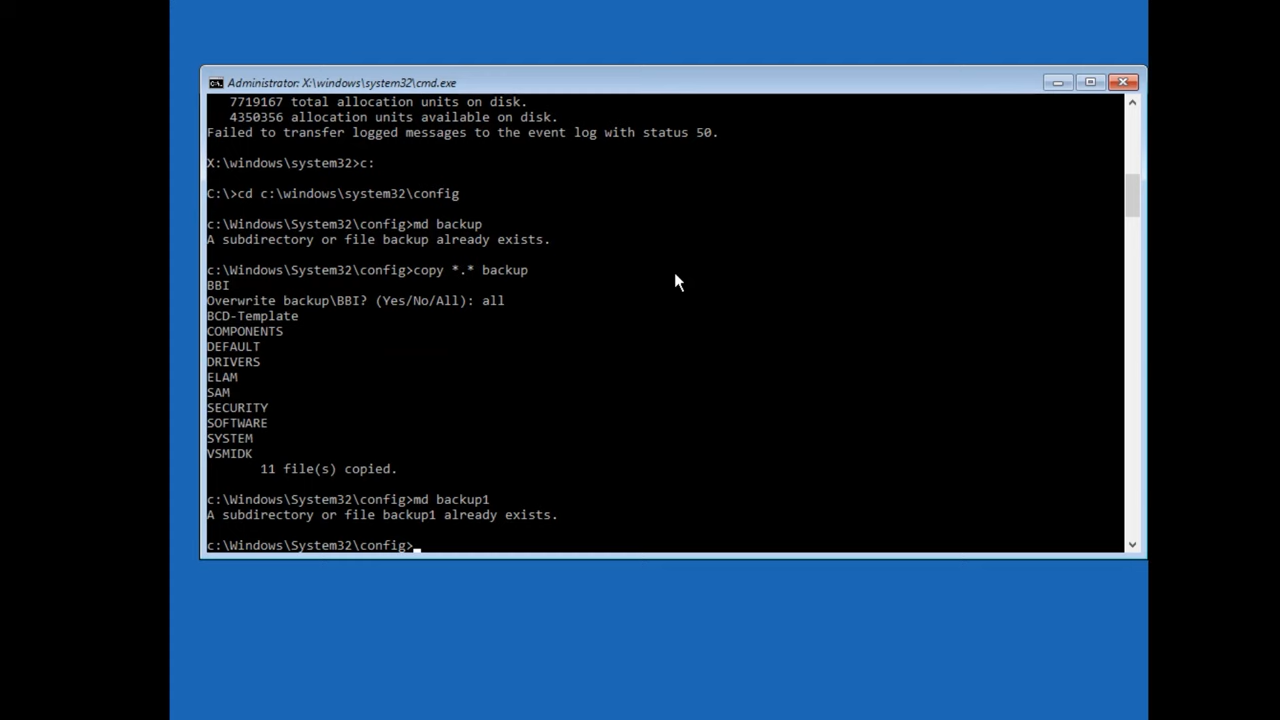 Administrator: X:\windows\system32\cmd.exe
7719167 total allocation units on disk.
4350356 allocation units available on disk.
Failed to transfer logged messages to the event log with status 50.
X:\windows\system32>c:
C:\>cd c:\windows\system32\config
c:\Windows\System32\config>md backup
A subdirectory or file backup already exists.
c:\Windows\System32\config>copy *.* backup
BBI
Overwrite backup\BBI? (Yes/No/All): all
BCD-Template
COMPONENTS
DEFAULT
DRIVERS
ELAM
SAM
SECURITY
SOFTWARE
SYSTEM
VSMIDK
11 file(s) copied.
c:\Windows\System32\config>md backup1
A subdirectory or file backup1 already exists.
c:\Windows\System32\config>